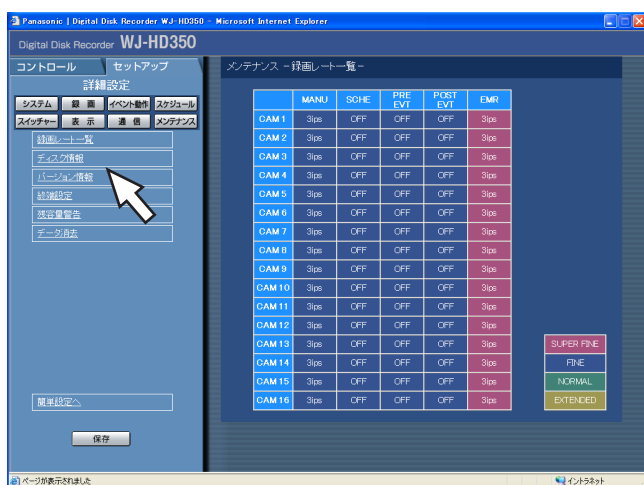 Panasonic | Digital Disk Recorder WJ-HD350 - Microsoft Internet Explorer
Digital Disk Recorder WJ-HD350
コントロール セットアップ
詳細設定
システム 録画 イベント動作 スケジュール
スイッチャー 表示 通信 メンテナンス
録画レート一覧
ディスク情報
バージョン情報
終端設定
残容量警告
データ消去
簡単設定へ
保存
メンテナンス -録画レート一覧-
MANU SCHE PRE EVT POST EVT EMR
CAM 1 3ips OFF OFF OFF 3ips
CAM 2 3ips OFF OFF OFF 3ips
CAM 3 3ips OFF OFF OFF 3ips
CAM 4 3ips OFF OFF OFF 3ips
CAM 5 3ips OFF OFF OFF 3ips
CAM 6 3ips OFF OFF OFF 3ips
CAM 7 3ips OFF OFF OFF 3ips
CAM 8 3ips OFF OFF OFF 3ips
CAM 9 3ips OFF OFF OFF 3ips
CAM 10 3ips OFF OFF OFF 3ips
CAM 11 3ips OFF OFF OFF 3ips
CAM 12 3ips OFF OFF OFF 3ips
CAM 13 3ips OFF OFF OFF 3ips
CAM 14 3ips OFF OFF OFF 3ips
CAM 15 3ips OFF OFF OFF 3ips
CAM 16 3ips OFF OFF OFF 3ips
SUPER FINE
FINE
NORMAL
EXTENDED
ページが表示されました イントラネット